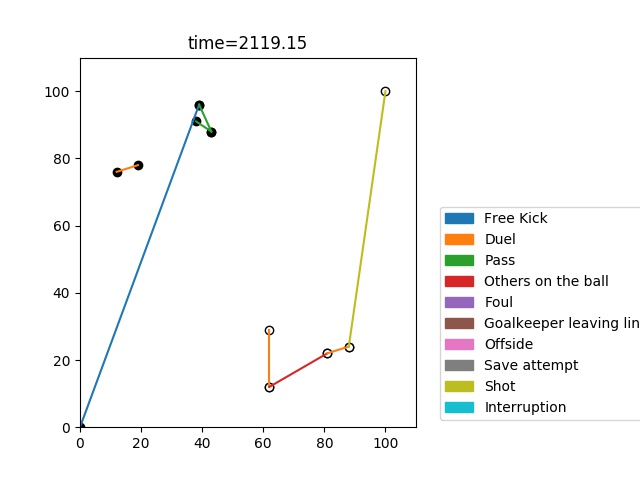 time=2119.15
100
80
60
40
20
0
0 20 40 60 80 100
Free Kick
Duel
Pass
Others on the ball
Foul
Goalkeeper leaving lin
Offside
Save attempt
Shot
Interruption